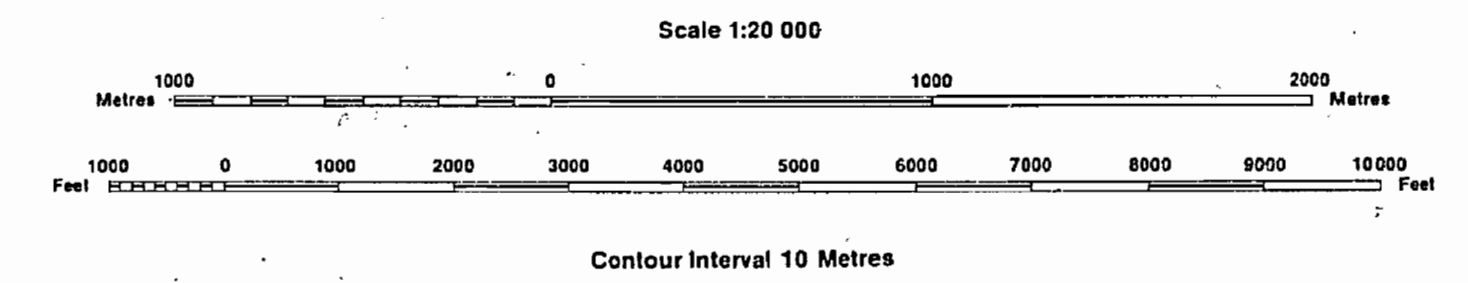 Scale 1:20 000
1000 0 1000 2000
Metres Metres
1000 0 1000 2000 3000 4000 5000 6000 7000 8000 9000 10000
Feet Feet
Contour Interval 10 Metres